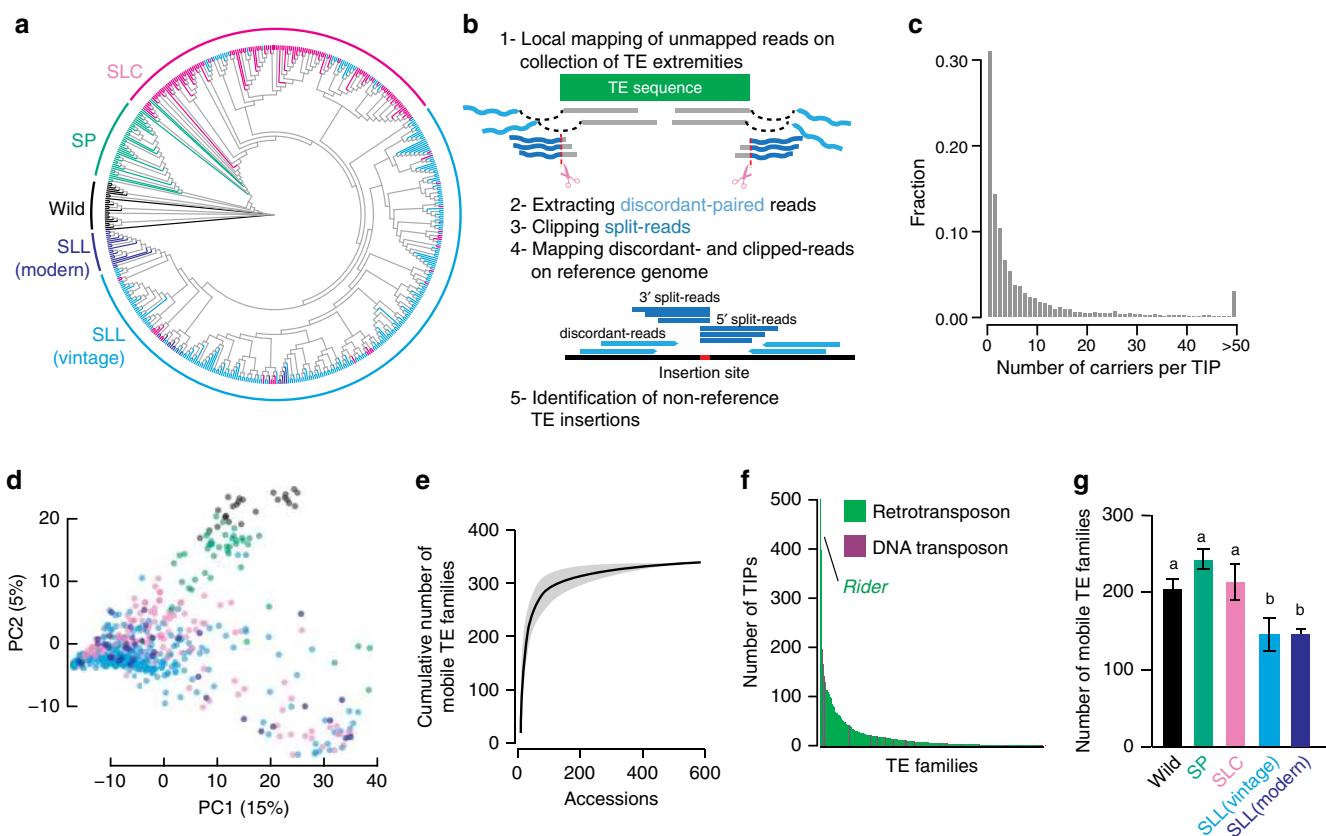 a
SLC
SP
Wild
SLL
(modern)
SLL
(vintage)
b
1- Local mapping of unmapped reads on
collection of TE extremities
TE sequence
2- Extracting discordant-paired reads
3- Clipping split-reads
4- Mapping discordant- and clipped-reads
on reference genome
3′ split-reads
5′ split-reads
discordant-reads
Insertion site
5- Identification of non-reference
TE insertions
c
Fraction
0.30
0.20
0.10
0.00
0 10 20 30 40 >50
Number of carriers per TIP
d
PC2 (5%)
20
10
0
−10
−10 0 10 20 30 40
PC1 (15%)
e
Cumulative number of
mobile TE families
400
300
200
100
0
0 200 400 600
Accessions
f
Number of TIPs
500
400
300
200
100
0
Retrotransposon
DNA transposon
Rider
TE families
g
Number of mobile TE families
300
200
100
0
a a a b b
Wild
SP
SLC
SLL(vintage)
SLL(modern)